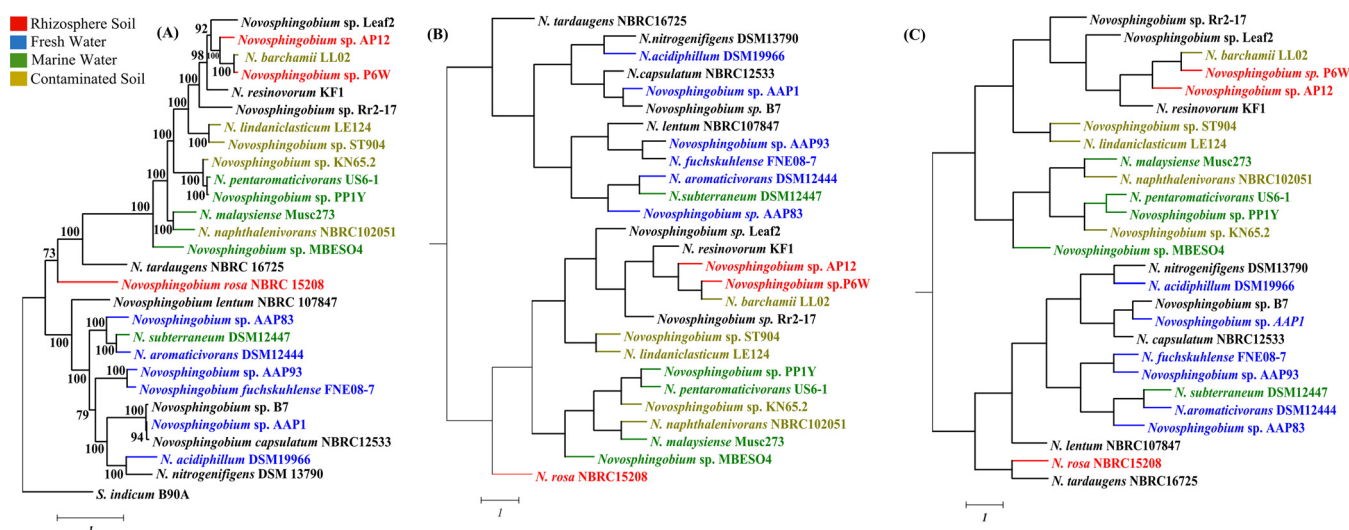 Rhizosphere Soil
Fresh Water
Marine Water
Contaminated Soil
(A)
92
Novosphingobium sp. Leaf2
Novosphingobium sp. AP12
100
98
N. barchamii LL02
100
Novosphingobium sp. P6W
N. resinovorum KF1
100
Novosphingobium sp. Rr2-17
100
N. lindaniclasticum LE124
100
Novosphingobium sp. ST904
100
Novosphingobium sp. KN65.2
100
N. pentaromaticivorans US6-1
100
Novosphingobium sp. PP1Y
100
N. malaysiense Musc273
100
N. naphthalenivorans NBRC102051
100
Novosphingobium sp. MBESO4
73
N. tardaugens NBRC 16725
Novosphingobium rosa NBRC 15208
Novosphingobium lentum NBRC 107847
100
Novosphingobium sp. AAP83
100
N. subterraneum DSM12447
100
N. aromaticivorans DSM12444
100
Novosphingobium sp. AAP93
100
Novosphingobium fuchskuhlense FNE08-7
79
100
Novosphingobium sp. B7
Novosphingobium sp. AAP1
94
Novosphingobium capsulatum NBRC12533
N. acidiphillum DSM19966
100
N. nitrogenifigens DSM 13790
S. indicum B90A
1
(B)
N. tardaugens NBRC16725
N.nitrogenifigens DSM13790
N.acidiphillum DSM19966
N.capsulatum NBRC12533
Novosphingobium sp. AAP1
Novosphingobium sp. B7
N. lentum NBRC107847
Novosphingobium sp. AAP93
N. fuchskuhlense FNE08-7
N. aromaticivorans DSM12444
N.subterraneum DSM12447
Novosphingobium sp. AAP83
Novosphingobium sp. Leaf2
N. resinovorum KF1
Novosphingobium sp. AP12
Novosphingobium sp.P6W
N. barchamii LL02
Novosphingobium sp. Rr2-17
Novosphingobium sp. ST904
N. lindaniclasticum LE124
Novosphingobium sp. PP1Y
N. pentaromaticivorans US6-1
Novosphingobium sp. KN65.2
N. naphthalenivorans NBRC102051
N. malaysiense Musc273
Novosphingobium sp. MBESO4
N. rosa NBRC15208
1
(C)
Novosphingobium sp. Rr2-17
Novosphingobium sp. Leaf2
N. barchamii LL02
Novosphingobium sp. P6W
Novosphingobium sp. AP12
N. resinovorum KF1
Novosphingobium sp. ST904
N. lindaniclasticum LE124
N. malaysiense Musc273
N. naphthalenivorans NBRC102051
N. pentaromaticivorans US6-1
Novosphingobium sp. PP1Y
Novosphingobium sp. KN65.2
Novosphingobium sp. MBESO4
N. nitrogenifigens DSM13790
N. acidiphillum DSM19966
Novosphingobium sp. B7
Novosphingobium sp. AAP1
N. capsulatum NBRC12533
N. fuchskuhlense FNE08-7
Novosphingobium sp. AAP93
N. subterraneum DSM12447
N.aromaticivorans DSM12444
Novosphingobium sp. AAP83
N. lentum NBRC107847
N. rosa NBRC15208
N. tardaugens NBRC16725
1